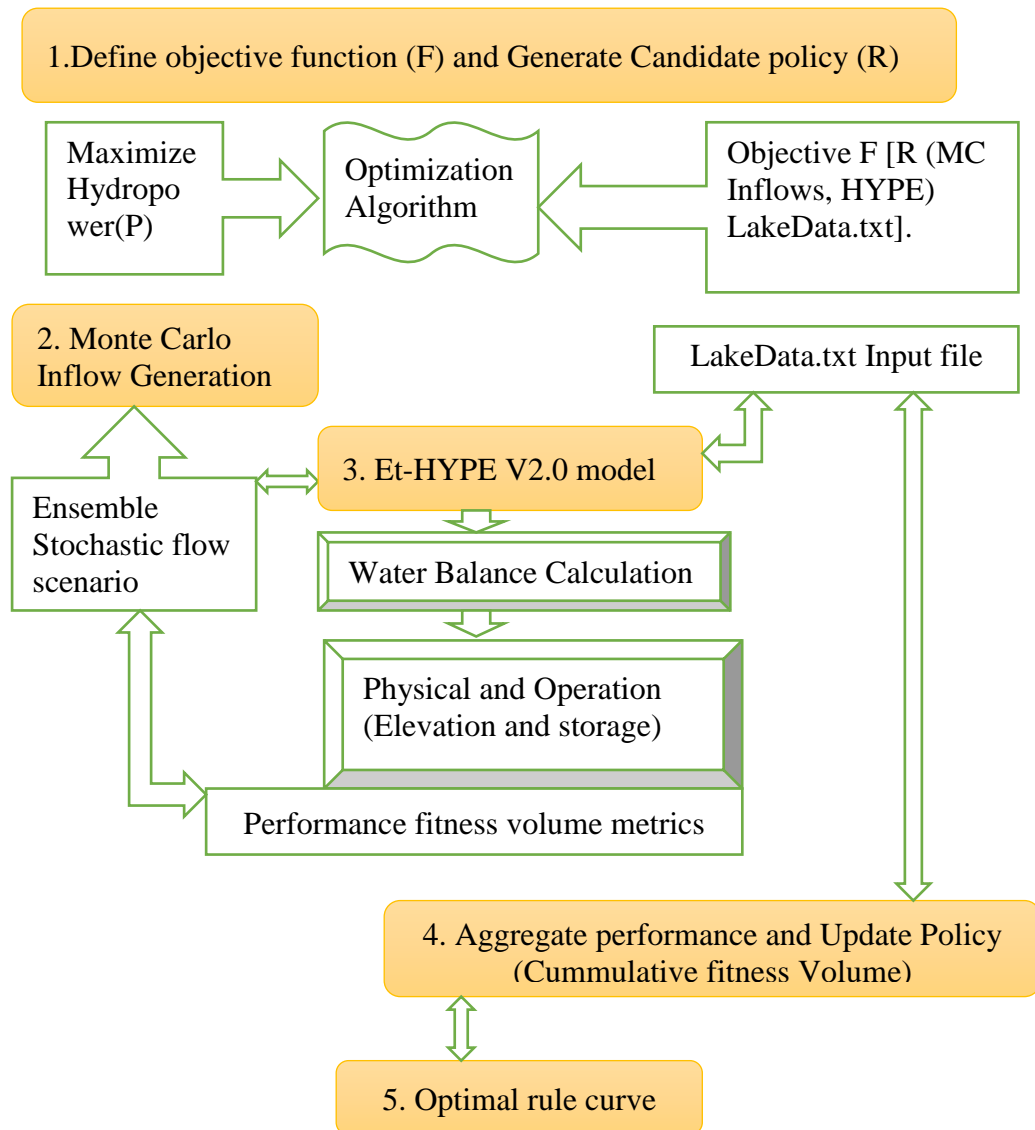 1.Define objective function (F) and Generate Candidate policy (R)
Maximize
Hydropo
wer(P)
Optimization
Algorithm
Objective F [R (MC
Inflows, HYPE)
LakeData.txt].
2. Monte Carlo
Inflow Generation
LakeData.txt Input file
3. Et-HYPE V2.0 model
Ensemble
Stochastic flow
scenario
Water Balance Calculation
Physical and Operation
(Elevation and storage)
Performance fitness volume metrics
4. Aggregate performance and Update Policy
(Cummulative fitness Volume)
5. Optimal rule curve